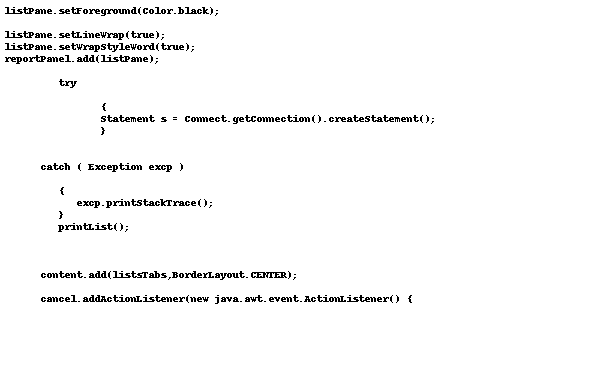 listPane.setForeground(Color.black);
listPane.setLineWrap(true);
listPane.setWrapStyleWord(true);
reportPanel.add(listPane);
try
{
Statement s = Connect.getConnection().createStatement();
}
catch ( Exception excp )
{
excp.printStackTrace();
}
printList();
content.add(listsTabs,BorderLayout.CENTER);
cancel.addActionListener(new java.awt.event.ActionListener() {